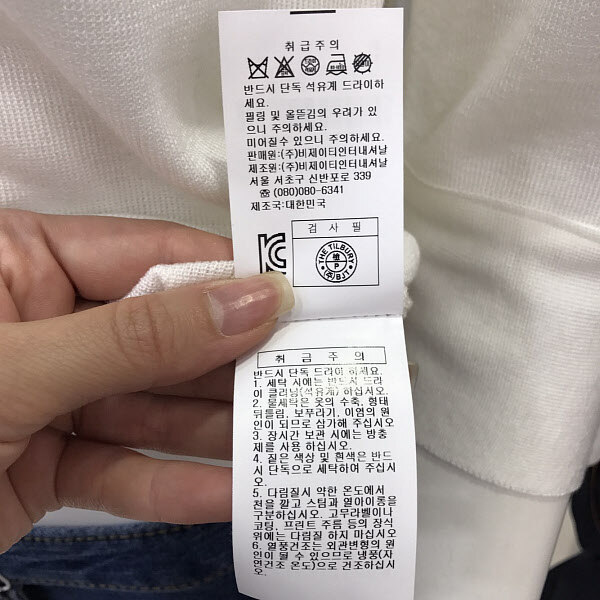 취급주의
반드시 단독 석유계 드라이하
세요.
필링 및 올뜯김의 우려가 있
으니 주의하세요.
미어질수 있으니 주의하세요.
판매원:(주)비제이티인터내셔날
제조원:(주)비제이티인터내셔날
서울 서초구 신반포로 339
☎(080)080-6341
제조국:대한민국
검 사 필
THE TILBURY
P
(주)BJT
취 급 주 의
반드시 단독 드라이 하세요.
1. 세탁 시에는 반드시 드라
이 클리닝(석유계) 하십시오.
2. 물세탁은 옷의 수축, 형태
뒤틀림, 보푸라기, 이염의 원
인이 되므로 삼가해 주십시오
3. 장시간 보관 시에는 방충
제를 사용 하십시오.
4. 짙은 색상 및 흰색은 반드
시 단독으로 세탁하여 주십시
오.
5. 다림질시 약한 온도에서
천을 깔고 스팀과 열아이롱을
구분하십시오. 고무라벨이나
코팅, 프린트 주름 등의 장식
위에는 다림질 하지 마십시오
6. 열풍건조는 외관변형의 원
인이 될 수 있으므로 냉풍(자
연건조 온도)으로 건조하십시
오.